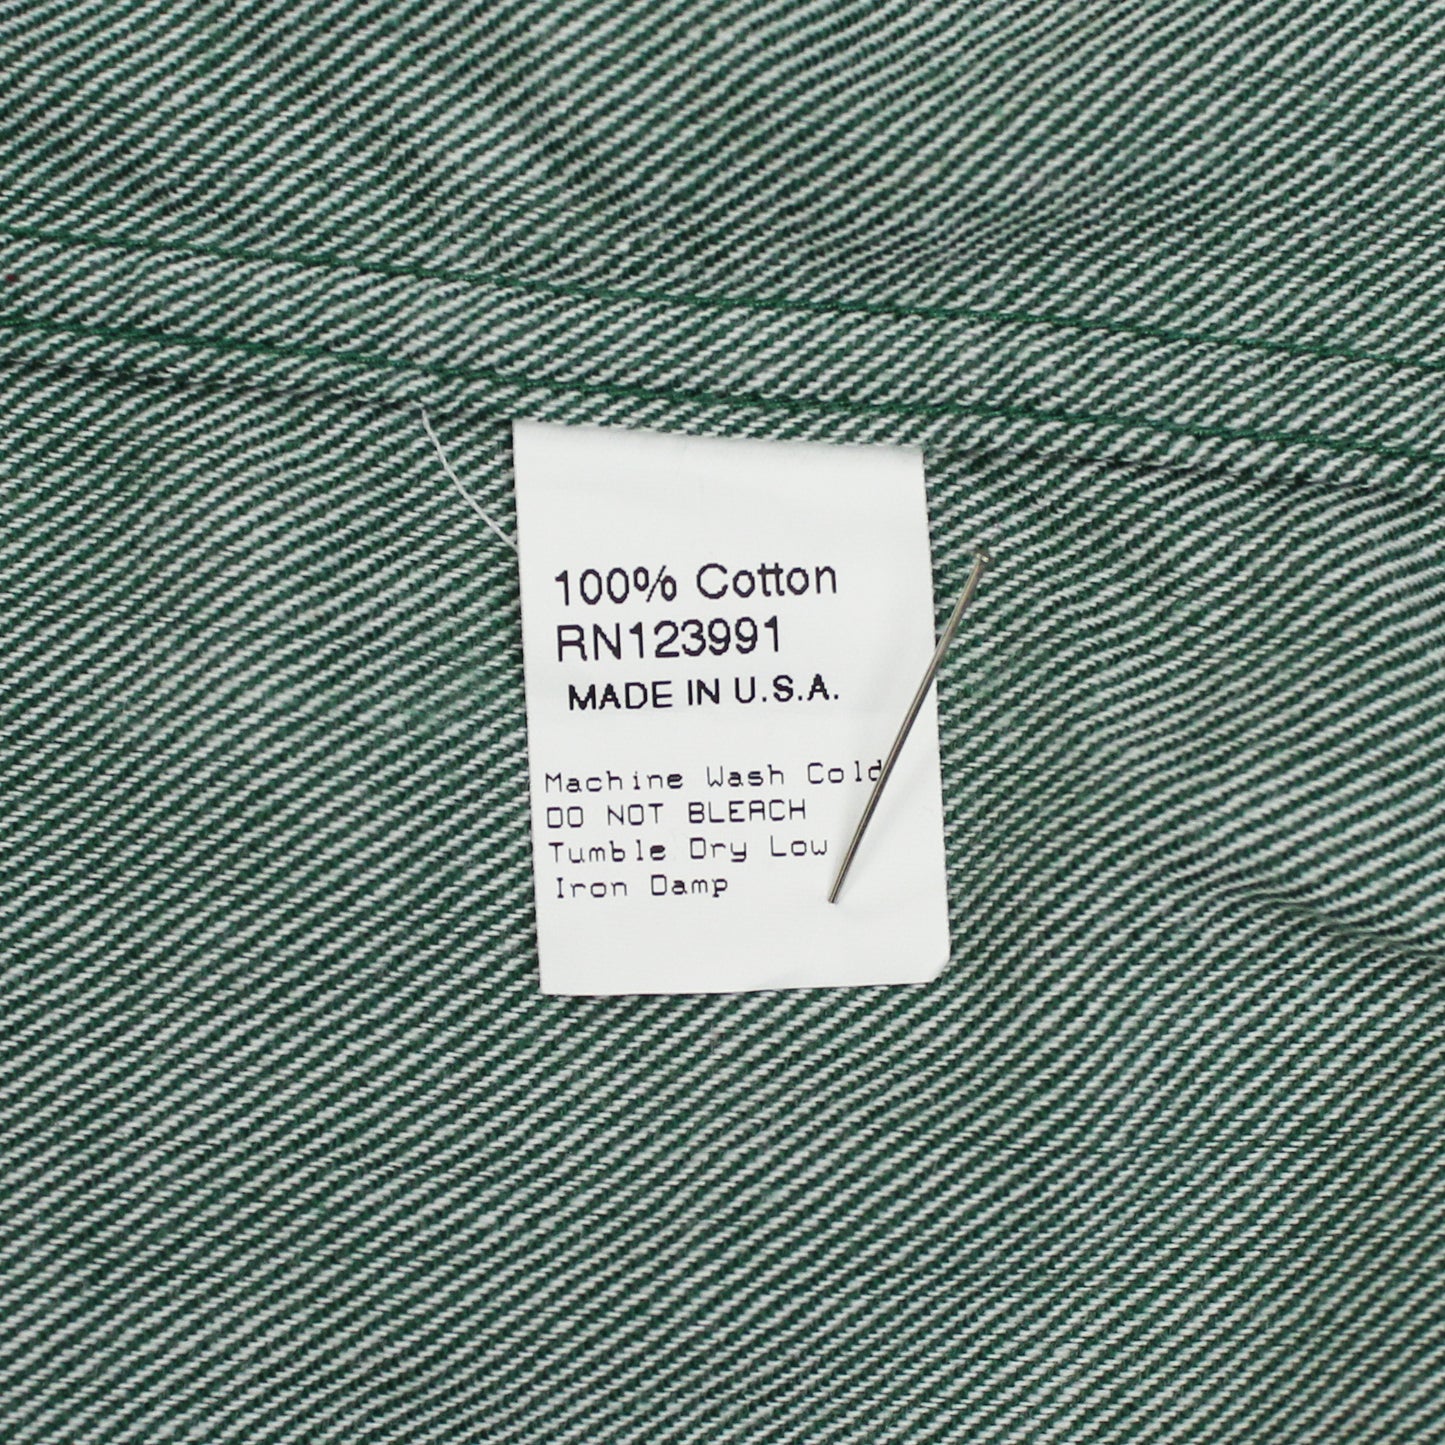 100% Cotton
RN123991
MADE IN U.S.A.
Machine Wash Cold
DO NOT BLEACH
Tumble Dry Low
Iron Damp